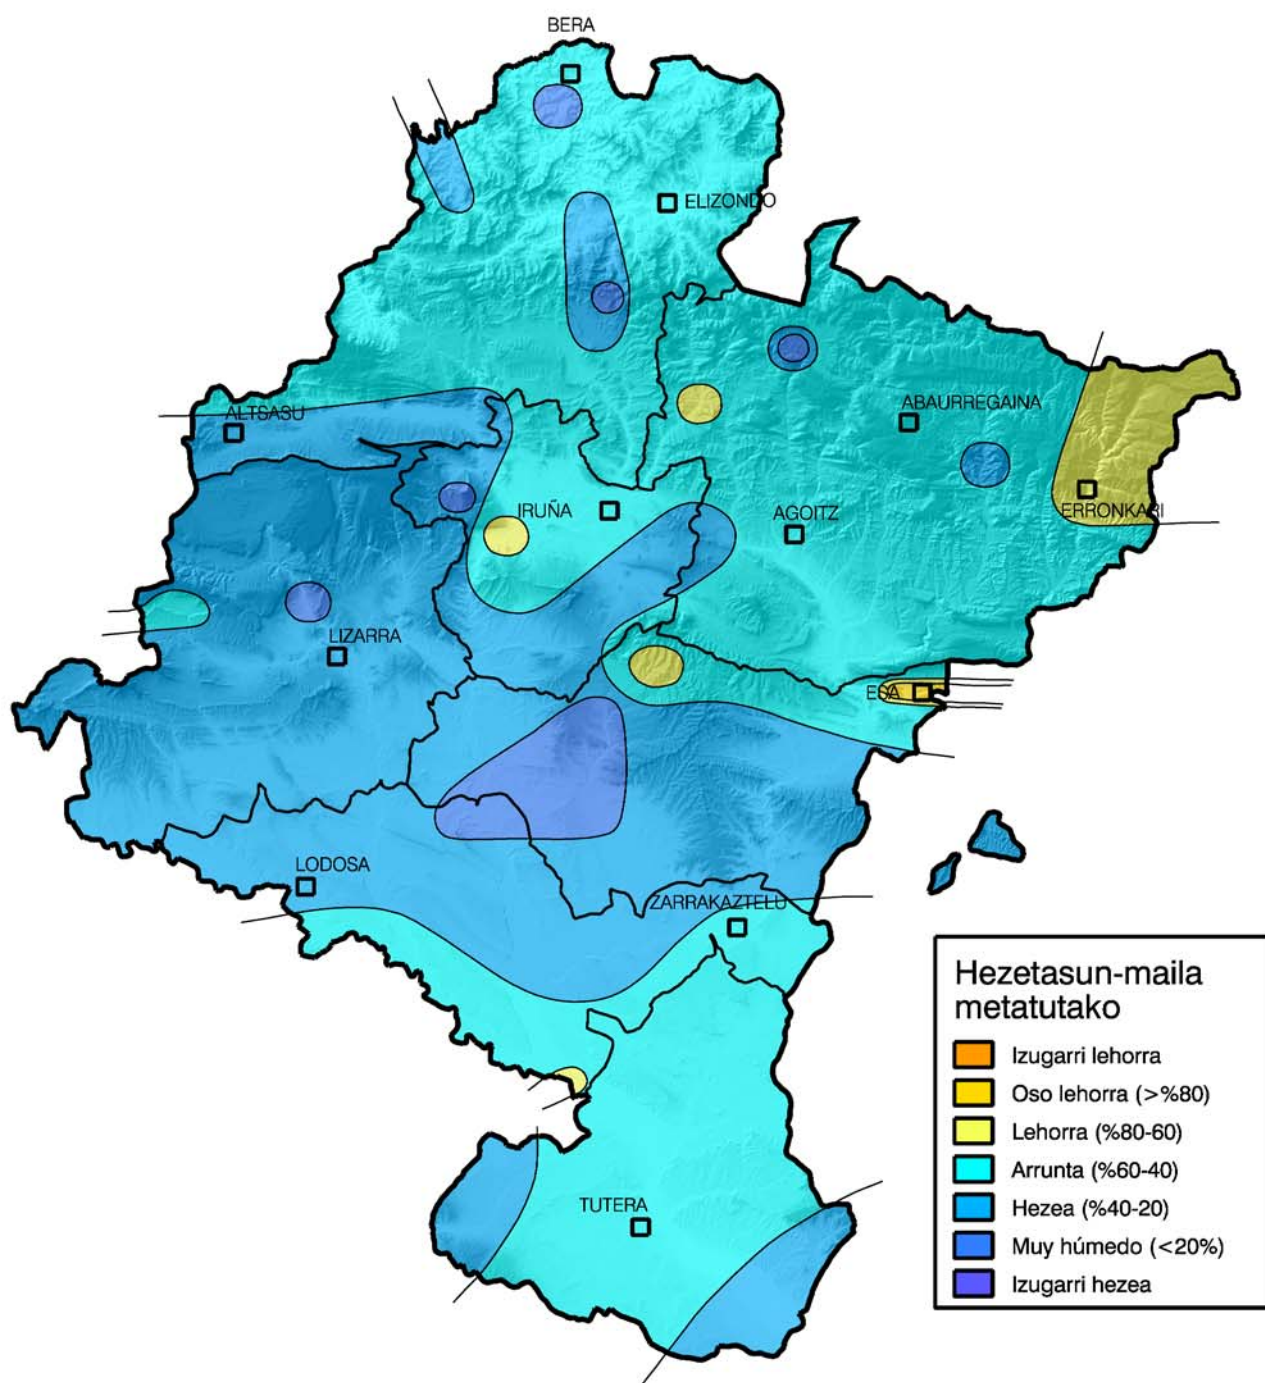 BERA
ELIZONDO
ALTSASU
ABAURREGAINA
IRUÑA
AGOITZ
ERRONKARI
LIZARRA
ESA
LODOSA
ZARRAKAZTELU
TUTERA
Hezetasun-maila
metatutako
Izugarri lehorra
Oso lehorra (>%80)
Lehorra (%80-60)
Arrunta (%60-40)
Hezea (%40-20)
Muy húmedo (<20%)
Izugarri hezea